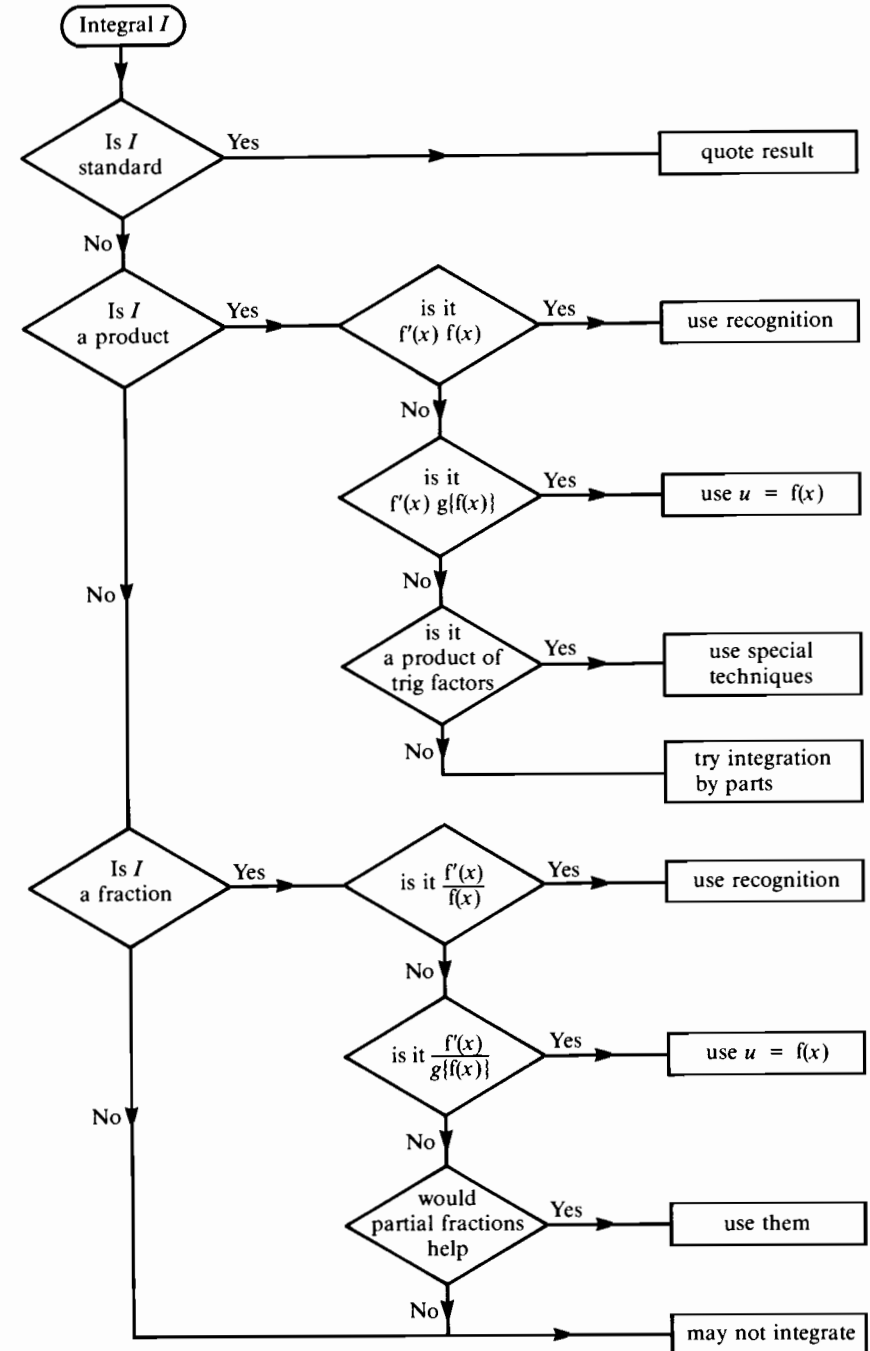 Integral I
Is I
standard
Yes
quote result
No
Is I
a product
Yes
is it
f′(x) f(x)
Yes
use recognition
No
is it
f′(x) g{f(x)}
Yes
use u = f(x)
No
No
is it
a product of
trig factors
Yes
use special
techniques
No
try integration
by parts
Is I
a fraction
Yes
is it f′(x)/f(x)
Yes
use recognition
No
is it f′(x)/g{f(x)}
Yes
use u = f(x)
No
No
would
partial fractions
help
Yes
use them
No
may not integrate